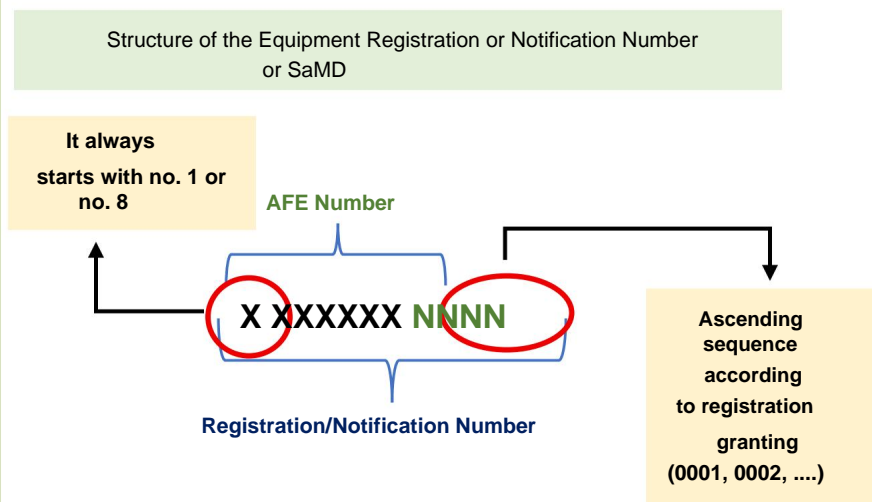 Structure of the Equipment Registration or Notification Number
or SaMD
It always
starts with no. 1 or
no. 8
AFE Number
X XXXXXX NNNN
Registration/Notification Number
Ascending
sequence
according
to registration
granting
(0001, 0002, ....)